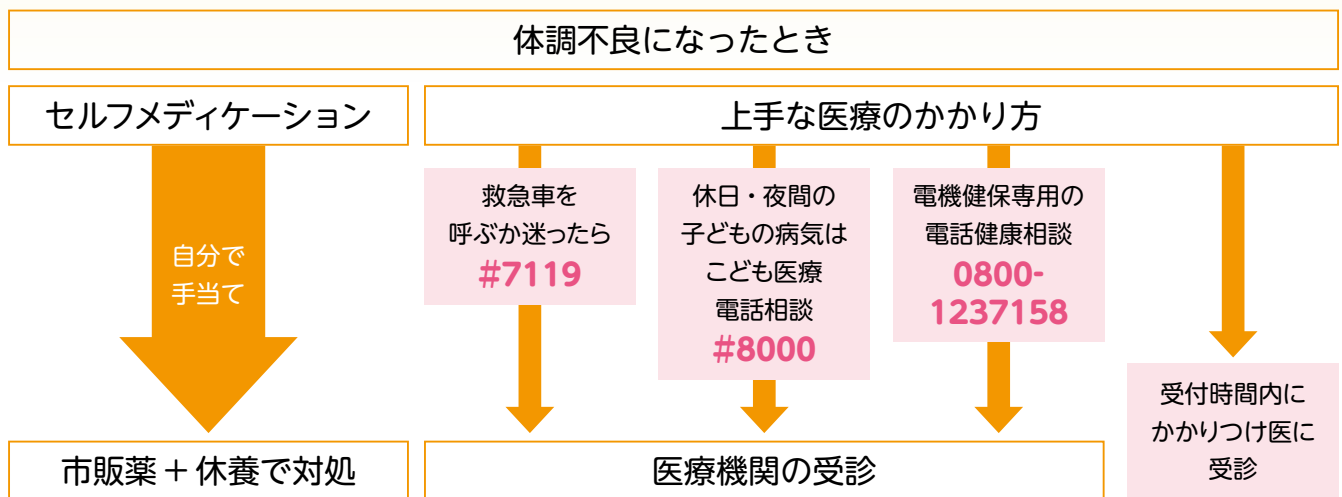 体調不良になったとき
セルフメディケーション
上手な医療のかかり方
自分で
手当て
救急車を
呼ぶか迷ったら
#7119
休日・夜間の
子どもの病気は
こども医療
電話相談
#8000
電機健保専用の
電話健康相談
0800-
1237158
受付時間内に
かかりつけ医に
受診
市販薬+休養で対処
医療機関の受診